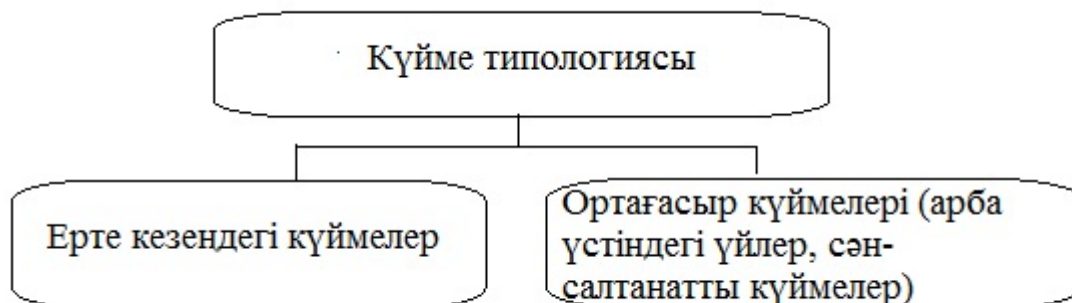 Күйме типологиясы
Ерте кезендегі күймелер
Ортағасыр күймелері (арба
үстіндегі үйлер, сән-
салтанатты күймелер)